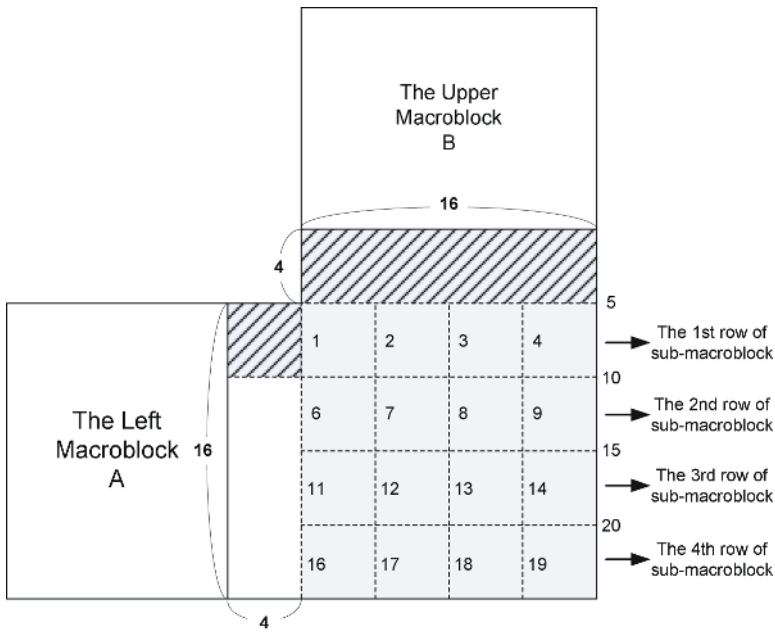 The Upper
Macroblock
B
16
4
5
1 2 3 4
The 1st row of
sub-macroblock
10
The Left
Macroblock
A
16
6 7 8 9
The 2nd row of
sub-macroblock
15
11 12 13 14
The 3rd row of
sub-macroblock
20
16 17 18 19
The 4th row of
sub-macroblock
4